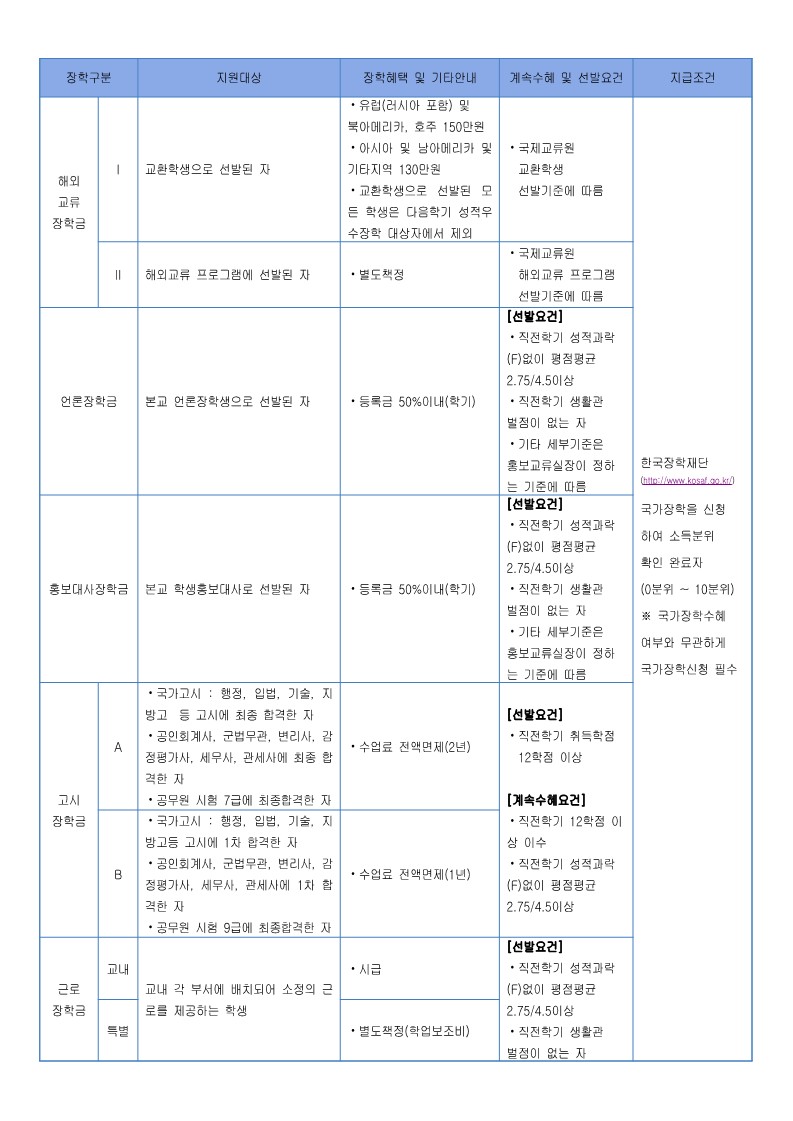 장학구분 지원대상 장학혜택 및 기타안내 계속수혜 및 선발요건 지급조건
해외
교류
장학금
Ⅰ
교환학생으로 선발된 자
・유럽(러시아 포함) 및
북아메리카, 호주 150만원
・아시아 및 남아메리카 및
기타지역 130만원
・교환학생으로 선발된 모
든 학생은 다음학기 성적우
수장학 대상자에서 제외
・국제교류원
교환학생
선발기준에 따름
Ⅱ
해외교류 프로그램에 선발된 자
・별도책정
・국제교류원
해외교류 프로그램
선발기준에 따름
언론장학금
본교 언론장학생으로 선발된 자
・등록금 50%이내(학기)
[선발요건]
・직전학기 성적과락
(F)없이 평점평균
2.75/4.5이상
・직전학기 생활관
벌점이 없는 자
・기타 세부기준은
홍보교류실장이 정하
는 기준에 따름
홍보대사장학금
본교 학생홍보대사로 선발된 자
・등록금 50%이내(학기)
[선발요건]
・직전학기 성적과락
(F)없이 평점평균
2.75/4.5이상
・직전학기 생활관
벌점이 없는 자
・기타 세부기준은
홍보교류실장이 정하
는 기준에 따름
고시
장학금
A
・국가고시 : 행정, 입법, 기술, 지
방고 등 고시에 최종 합격한 자
・공인회계사, 군법무관, 변리사, 감
정평가사, 세무사, 관세사에 최종 합
격한 자
・공무원 시험 7급에 최종합격한 자
・수업료 전액면제(2년)
B
・국가고시 : 행정, 입법, 기술, 지
방고등 고시에 1차 합격한 자
・공인회계사, 군법무관, 변리사, 감
정평가사, 세무사, 관세사에 1차 합
격한 자
・공무원 시험 9급에 최종합격한 자
・수업료 전액면제(1년)
[선발요건]
・직전학기 취득학점
12학점 이상
[계속수혜요건]
・직전학기 12학점 이
상 이수
・직전학기 성적과락
(F)없이 평점평균
2.75/4.5이상
근로
장학금
교내
특별
교내 각 부서에 배치되어 소정의 근
로를 제공하는 학생
・시급
・별도책정(학업보조비)
[선발요건]
・직전학기 성적과락
(F)없이 평점평균
2.75/4.5이상
・직전학기 생활관
벌점이 없는 자
한국장학재단
(http://www.kosaf.go.kr/)
국가장학을 신청
하여 소득분위
확인 완료자
(0분위 ~ 10분위)
※ 국가장학수혜
여부와 무관하게
국가장학신청 필수